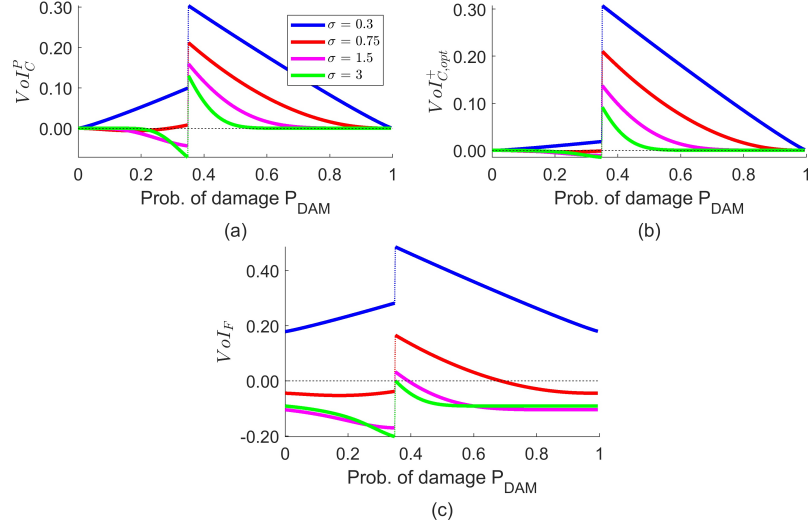 0.30
0.20
0.10
0.00
VoI_C^P
σ = 0.3
σ = 0.75
σ = 1.5
σ = 3
0 0.2 0.4 0.6 0.8 1
Prob. of damage P_DAM
(a)
0.30
0.20
0.10
0.00
VoI_{C,opt}^+
0 0.2 0.4 0.6 0.8 1
Prob. of damage P_DAM
(b)
0.40
0.20
0.00
-0.20
VoI_F
0 0.2 0.4 0.6 0.8 1
Prob. of damage P_DAM
(c)